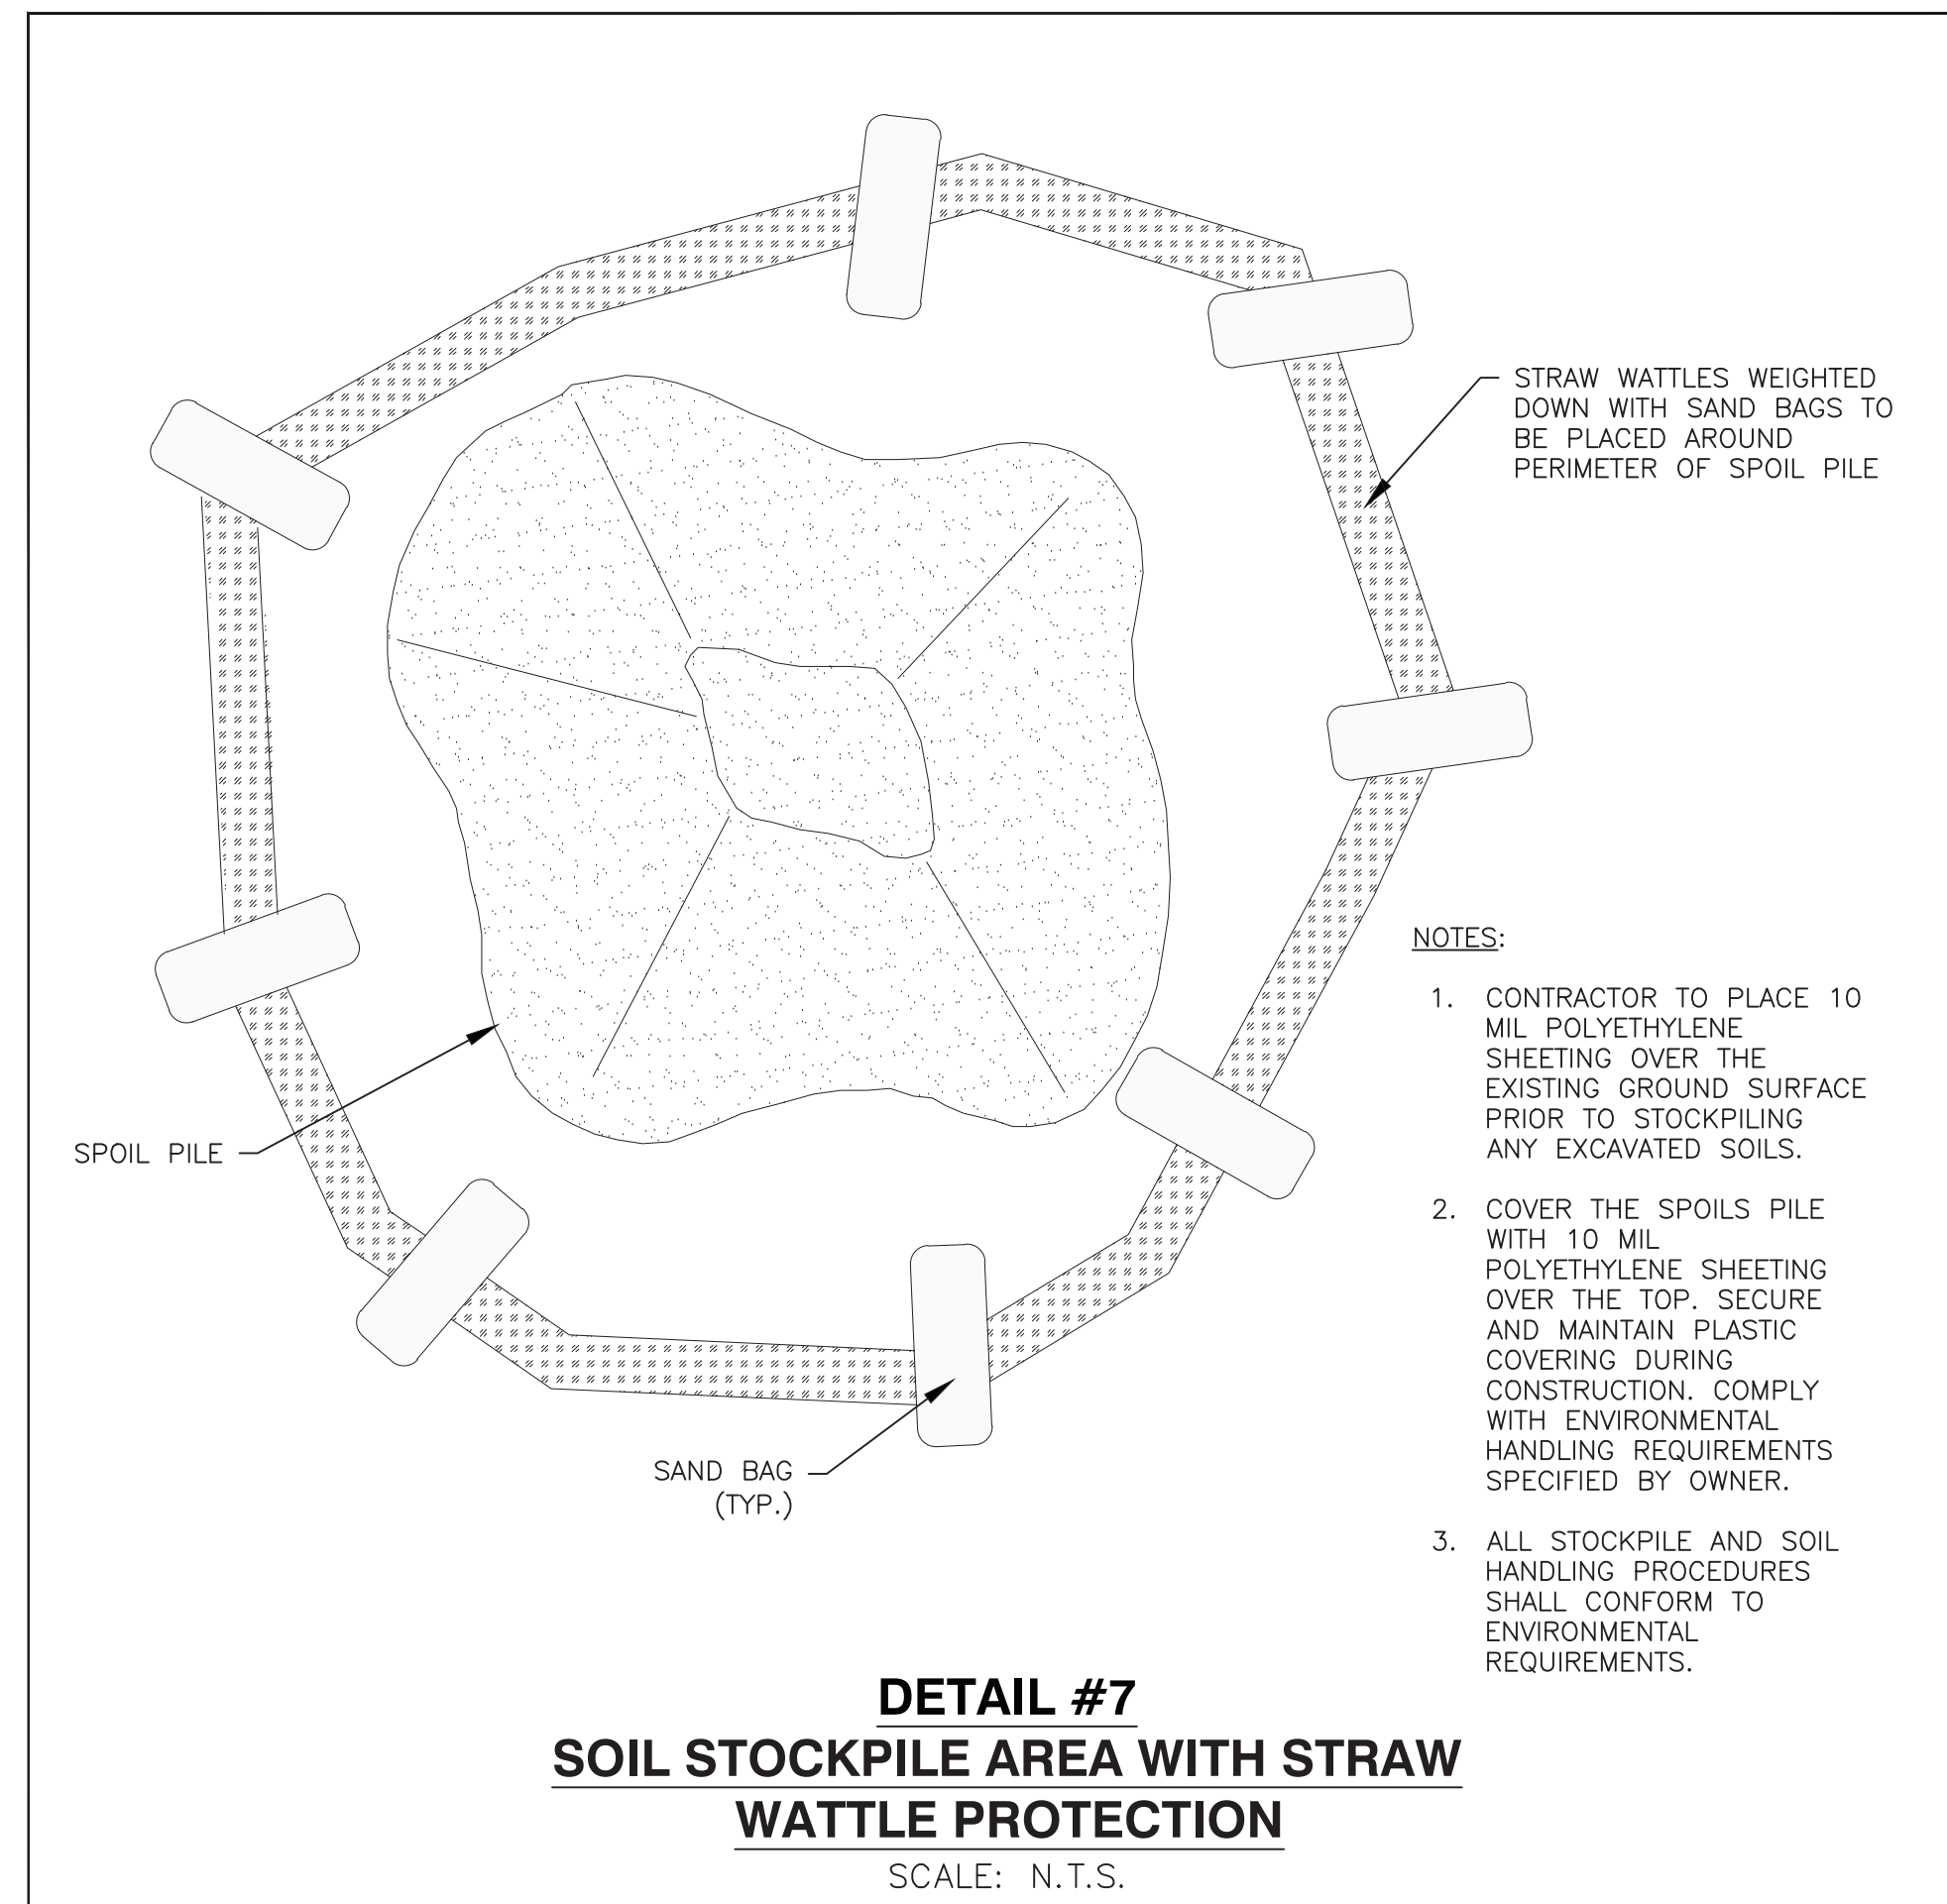 STRAW WATTLES WEIGHTED
DOWN WITH SAND BAGS TO
BE PLACED AROUND
PERIMETER OF SPOIL PILE
NOTES:
1. CONTRACTOR TO PLACE 10
MIL POLYETHYLENE
SHEETING OVER THE
EXISTING GROUND SURFACE
PRIOR TO STOCKPILING
ANY EXCAVATED SOILS.
2. COVER THE SPOILS PILE
WITH 10 MIL
POLYETHYLENE SHEETING
OVER THE TOP. SECURE
AND MAINTAIN PLASTIC
COVERING DURING
CONSTRUCTION. COMPLY
WITH ENVIRONMENTAL
HANDLING REQUIREMENTS
SPECIFIED BY OWNER.
3. ALL STOCKPILE AND SOIL
HANDLING PROCEDURES
SHALL CONFORM TO
ENVIRONMENTAL
REQUIREMENTS.
SPOIL PILE
SAND BAG
(TYP.)
DETAIL #7
SOIL STOCKPILE AREA WITH STRAW
WATTLE PROTECTION
SCALE: N.T.S.